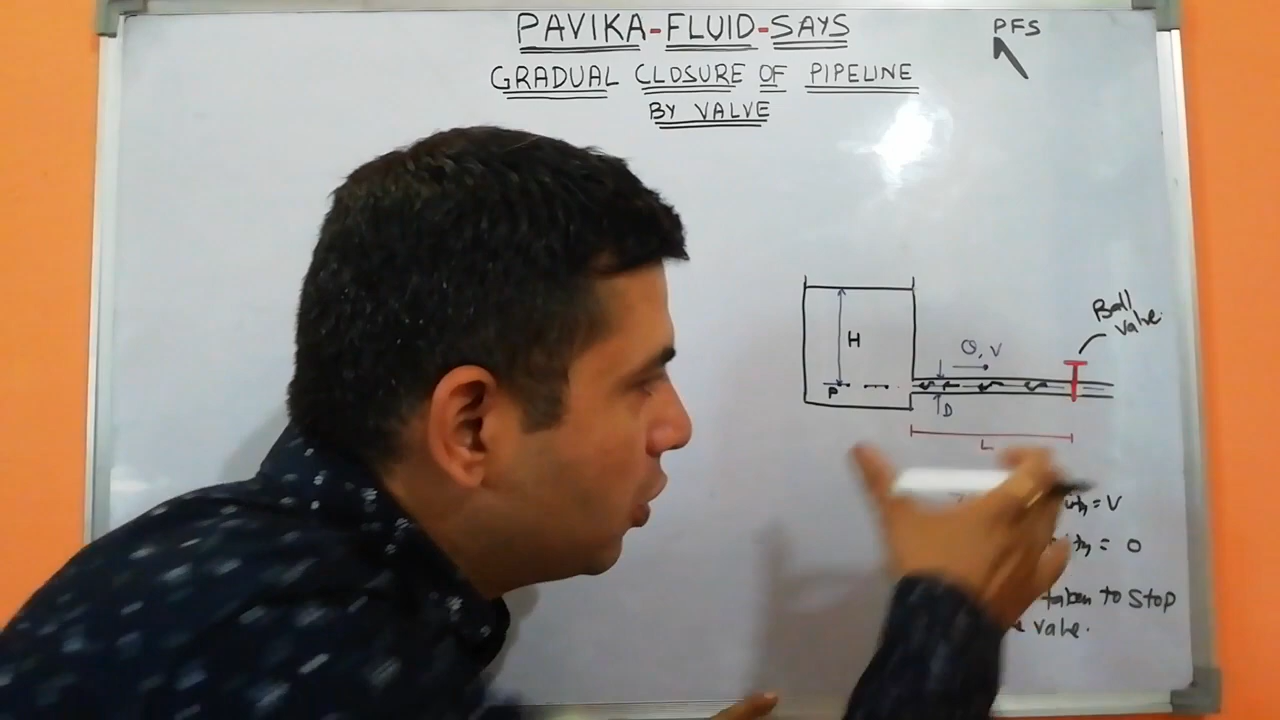 PAVIKA-FLUID-SAYS
PFS
GRADUAL CLOSURE OF PIPELINE
BY VALVE
Ball
Valve.
H
Q, V
P
D
L
= V
= 0
taken to stop
valve.